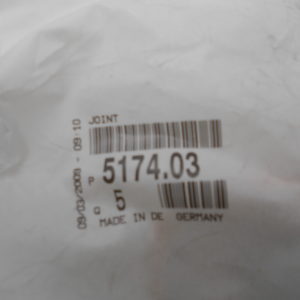 JOINT
P 5174.03
Q 5
MADE IN DE GERMANY
09/03/2009 - 09:10